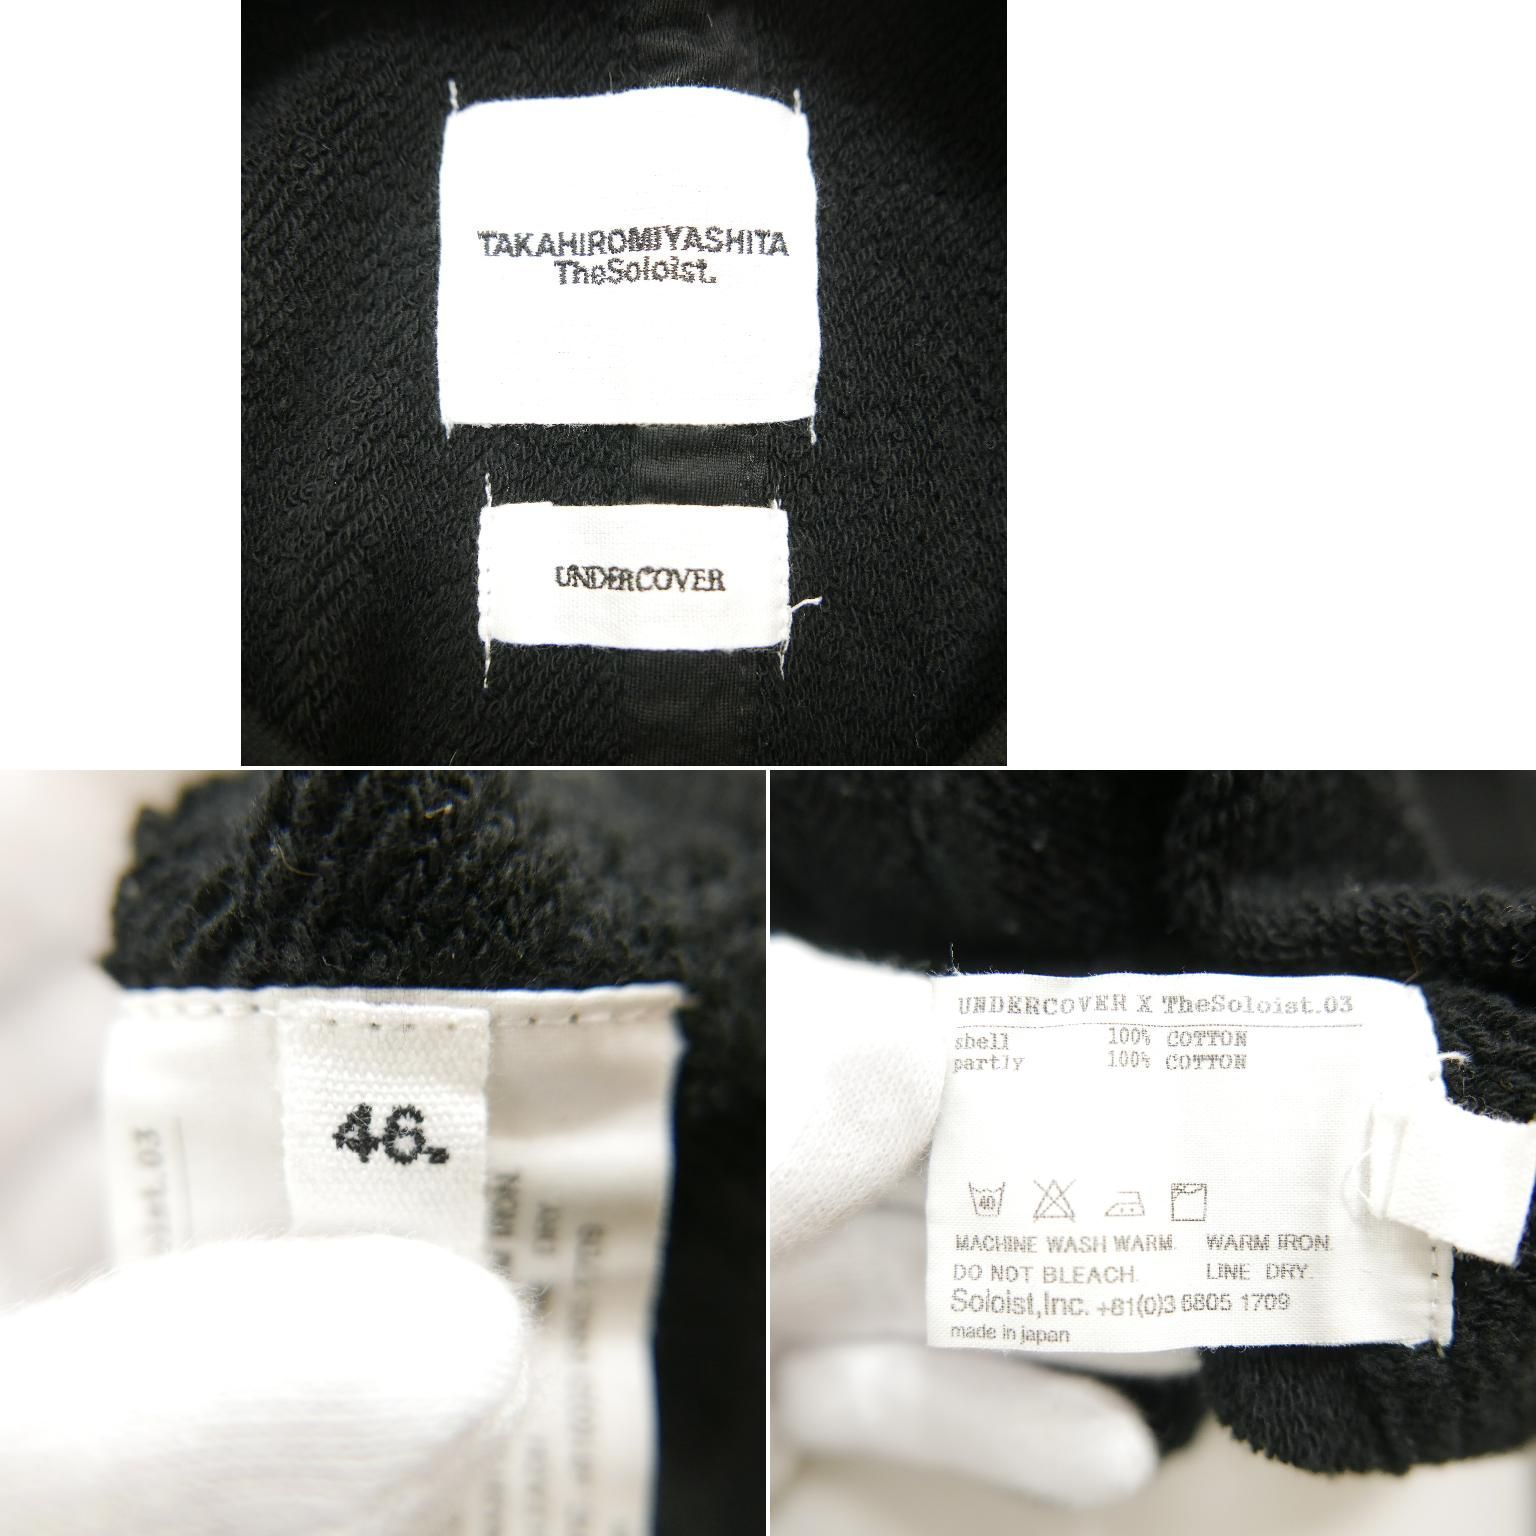 TAKAHIROMIYASHITA
TheSoloist.
UNDERCOVER
46.
UNDERCOVER X TheSoloist.03
shell 100% COTTON
partly 100% COTTON
40
MACHINE WASH WARM. WARM IRON.
DO NOT BLEACH. LINE DRY.
Soloist,Inc. +81(0)3 6805 1709
made in japan